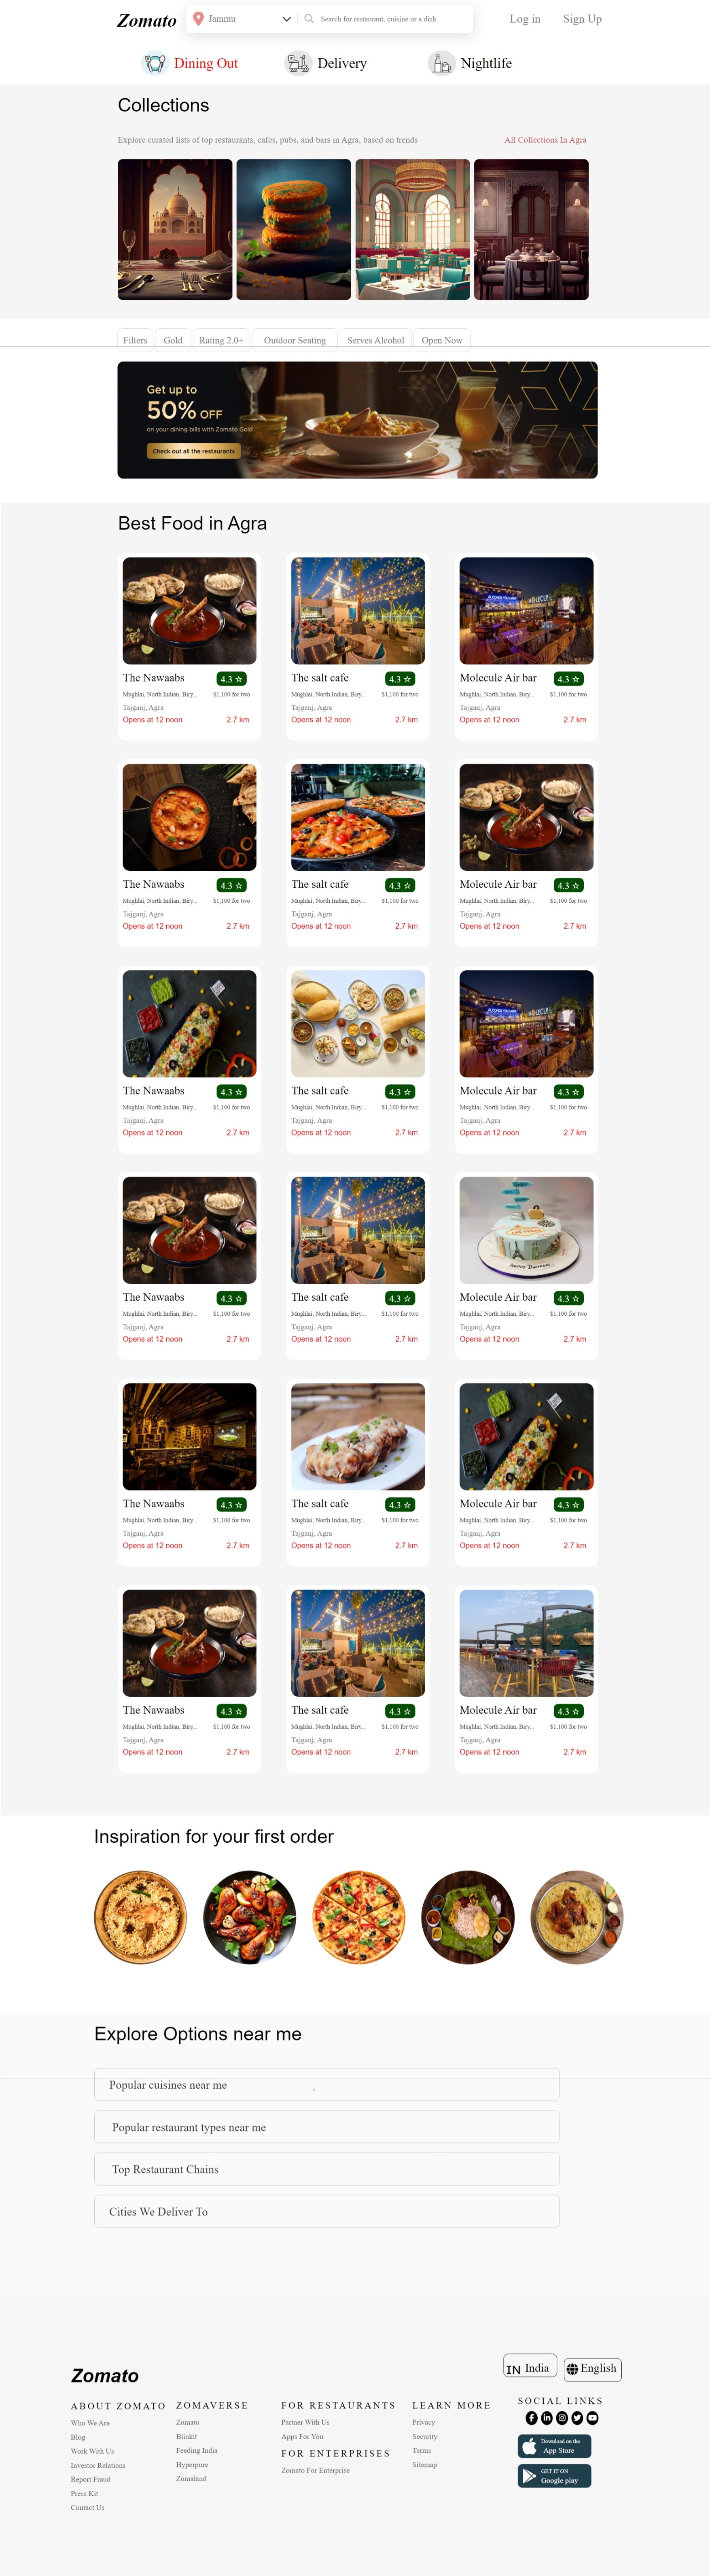 Zomato
Jammu
Search for restaurant, cuisine or a dish
Log in
Sign Up
Dining Out
Delivery
Nightlife
Collections
Explore curated lists of top restaurants, cafes, pubs, and bars in Agra, based on trends
All Collections In Agra
Filters
Gold
Rating 2.0+
Outdoor Seating
Serves Alcohol
Open Now
Get up to
50% OFF
on your dining bills with Zomato Gold
Check out all the restaurants
Best Food in Agra
The Nawaabs 4.3
Mughlai, North Indian, Biry... $1,100 for two
Tajganj, Agra
Opens at 12 noon 2.7 km
The salt cafe 4.3
Mughlai, North Indian, Biry... $1,100 for two
Tajganj, Agra
Opens at 12 noon 2.7 km
Molecule Air bar 4.3
Mughlai, North Indian, Biry... $1,100 for two
Tajganj, Agra
Opens at 12 noon 2.7 km
The Nawaabs 4.3
Mughlai, North Indian, Biry... $1,100 for two
Tajganj, Agra
Opens at 12 noon 2.7 km
The salt cafe 4.3
Mughlai, North Indian, Biry... $1,100 for two
Tajganj, Agra
Opens at 12 noon 2.7 km
Molecule Air bar 4.3
Mughlai, North Indian, Biry... $1,100 for two
Tajganj, Agra
Opens at 12 noon 2.7 km
The Nawaabs 4.3
Mughlai, North Indian, Biry... $1,100 for two
Tajganj, Agra
Opens at 12 noon 2.7 km
The salt cafe 4.3
Mughlai, North Indian, Biry... $1,100 for two
Tajganj, Agra
Opens at 12 noon 2.7 km
Molecule Air bar 4.3
Mughlai, North Indian, Biry... $1,100 for two
Tajganj, Agra
Opens at 12 noon 2.7 km
The Nawaabs 4.3
Mughlai, North Indian, Biry... $1,100 for two
Tajganj, Agra
Opens at 12 noon 2.7 km
The salt cafe 4.3
Mughlai, North Indian, Biry... $1,100 for two
Tajganj, Agra
Opens at 12 noon 2.7 km
Molecule Air bar 4.3
Mughlai, North Indian, Biry... $1,100 for two
Tajganj, Agra
Opens at 12 noon 2.7 km
The Nawaabs 4.3
Mughlai, North Indian, Biry... $1,100 for two
Tajganj, Agra
Opens at 12 noon 2.7 km
The salt cafe 4.3
Mughlai, North Indian, Biry... $1,100 for two
Tajganj, Agra
Opens at 12 noon 2.7 km
Molecule Air bar 4.3
Mughlai, North Indian, Biry... $1,100 for two
Tajganj, Agra
Opens at 12 noon 2.7 km
The Nawaabs 4.3
Mughlai, North Indian, Biry... $1,100 for two
Tajganj, Agra
Opens at 12 noon 2.7 km
The salt cafe 4.3
Mughlai, North Indian, Biry... $1,100 for two
Tajganj, Agra
Opens at 12 noon 2.7 km
Molecule Air bar 4.3
Mughlai, North Indian, Biry... $1,100 for two
Tajganj, Agra
Opens at 12 noon 2.7 km
Inspiration for your first order
Explore Options near me
Popular cuisines near me
Popular restaurant types near me
Top Restaurant Chains
Cities We Deliver To
IN India
English
Zomato
ABOUT ZOMATO
Who We Are
Blog
Work With Us
Investor Relations
Report Fraud
Press Kit
Contact Us
ZOMAVERSE
Zomato
Blinkit
Feeding India
Hyperpure
Zomaland
FOR RESTAURANTS
Partner With Us
Apps For You
FOR ENTERPRISES
Zomato For Enterprise
LEARN MORE
Privacy
Security
Terms
Sitemap
SOCIAL LINKS
Download on the
App Store
GET IT ON
Google play